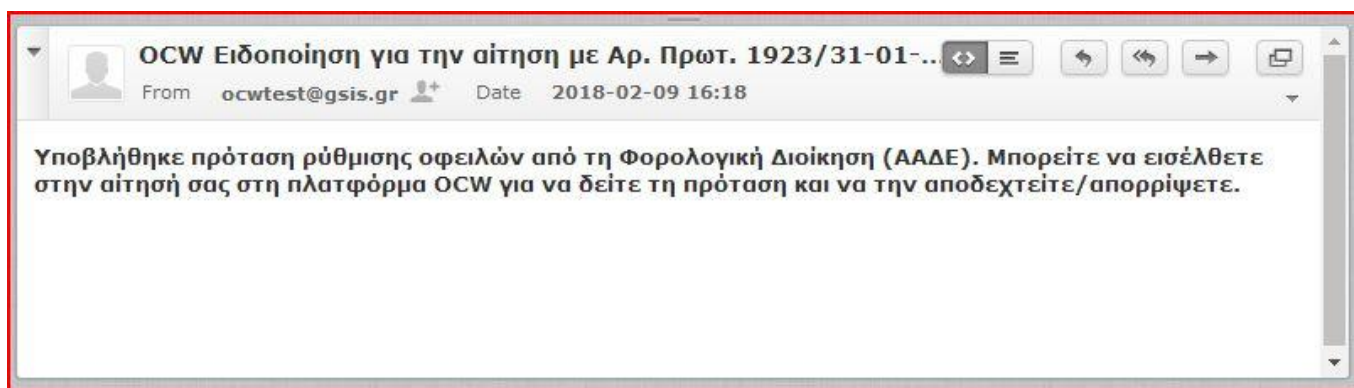 OCW Ειδοποίηση για την αίτηση με Αρ. Πρωτ. 1923/31-01-...
From ocwtest@gsis.gr Date 2018-02-09 16:18
Υποβλήθηκε πρόταση ρύθμισης οφειλών από τη Φορολογική Διοίκηση (ΑΑΔΕ). Μπορείτε να εισέλθετε
στην αίτησή σας στη πλατφόρμα OCW για να δείτε τη πρόταση και να την αποδεχτείτε/απορρίψετε.